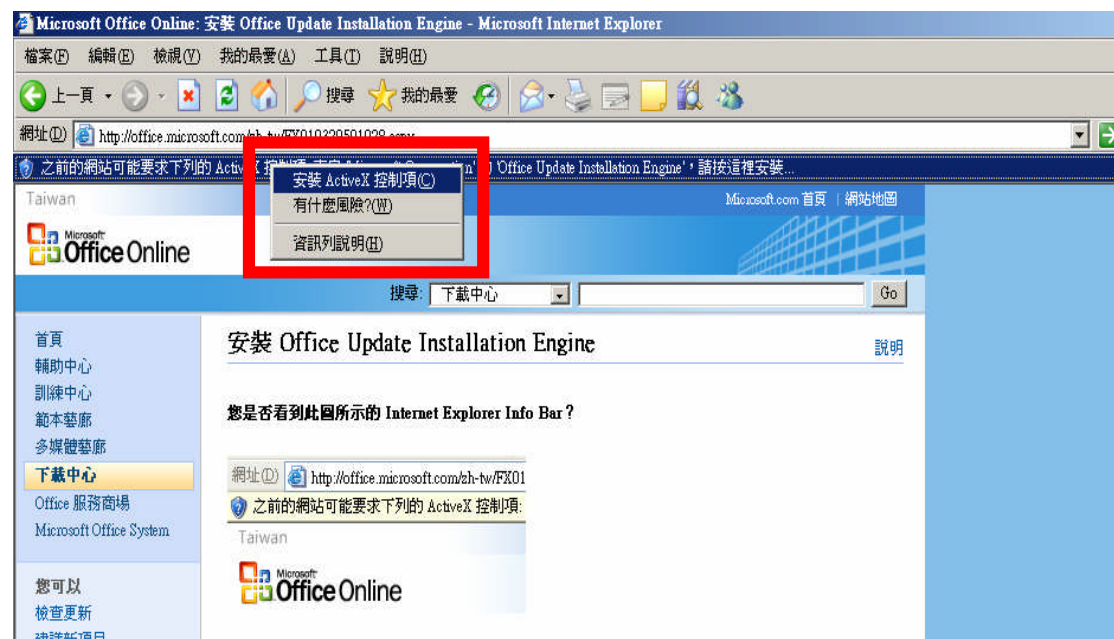 Microsoft Office Online: 安裝 Office Update Installation Engine - Microsoft Internet Explorer
檔案(F) 編輯(E) 檢視(V) 我的最愛(A) 工具(T) 說明(H)
上一頁 搜尋 我的最愛
網址(D) http://office.microsoft.com/zh-tw/FX010320501028.aspx
之前的網站可能要求下列的 ActiveX 'Office Update Installation Engine',請按這裡安裝...
安裝 ActiveX 控制項(C)
有什麼風險?(W)
資訊列說明(H)
Taiwan
Microsoft.com 首頁 | 網站地圖
Microsoft Office Online
搜尋: 下載中心 Go
首頁
輔助中心
訓練中心
範本藝廊
多媒體藝廊
下載中心
Office 服務商場
Microsoft Office System
您可以
檢查更新
安裝 Office Update Installation Engine
說明
您是否看到此圖所示的 Internet Explorer Info Bar?
網址(D) http://office.microsoft.com/zh-tw/FX01
之前的網站可能要求下列的 ActiveX 控制項:
Taiwan
Microsoft Office Online